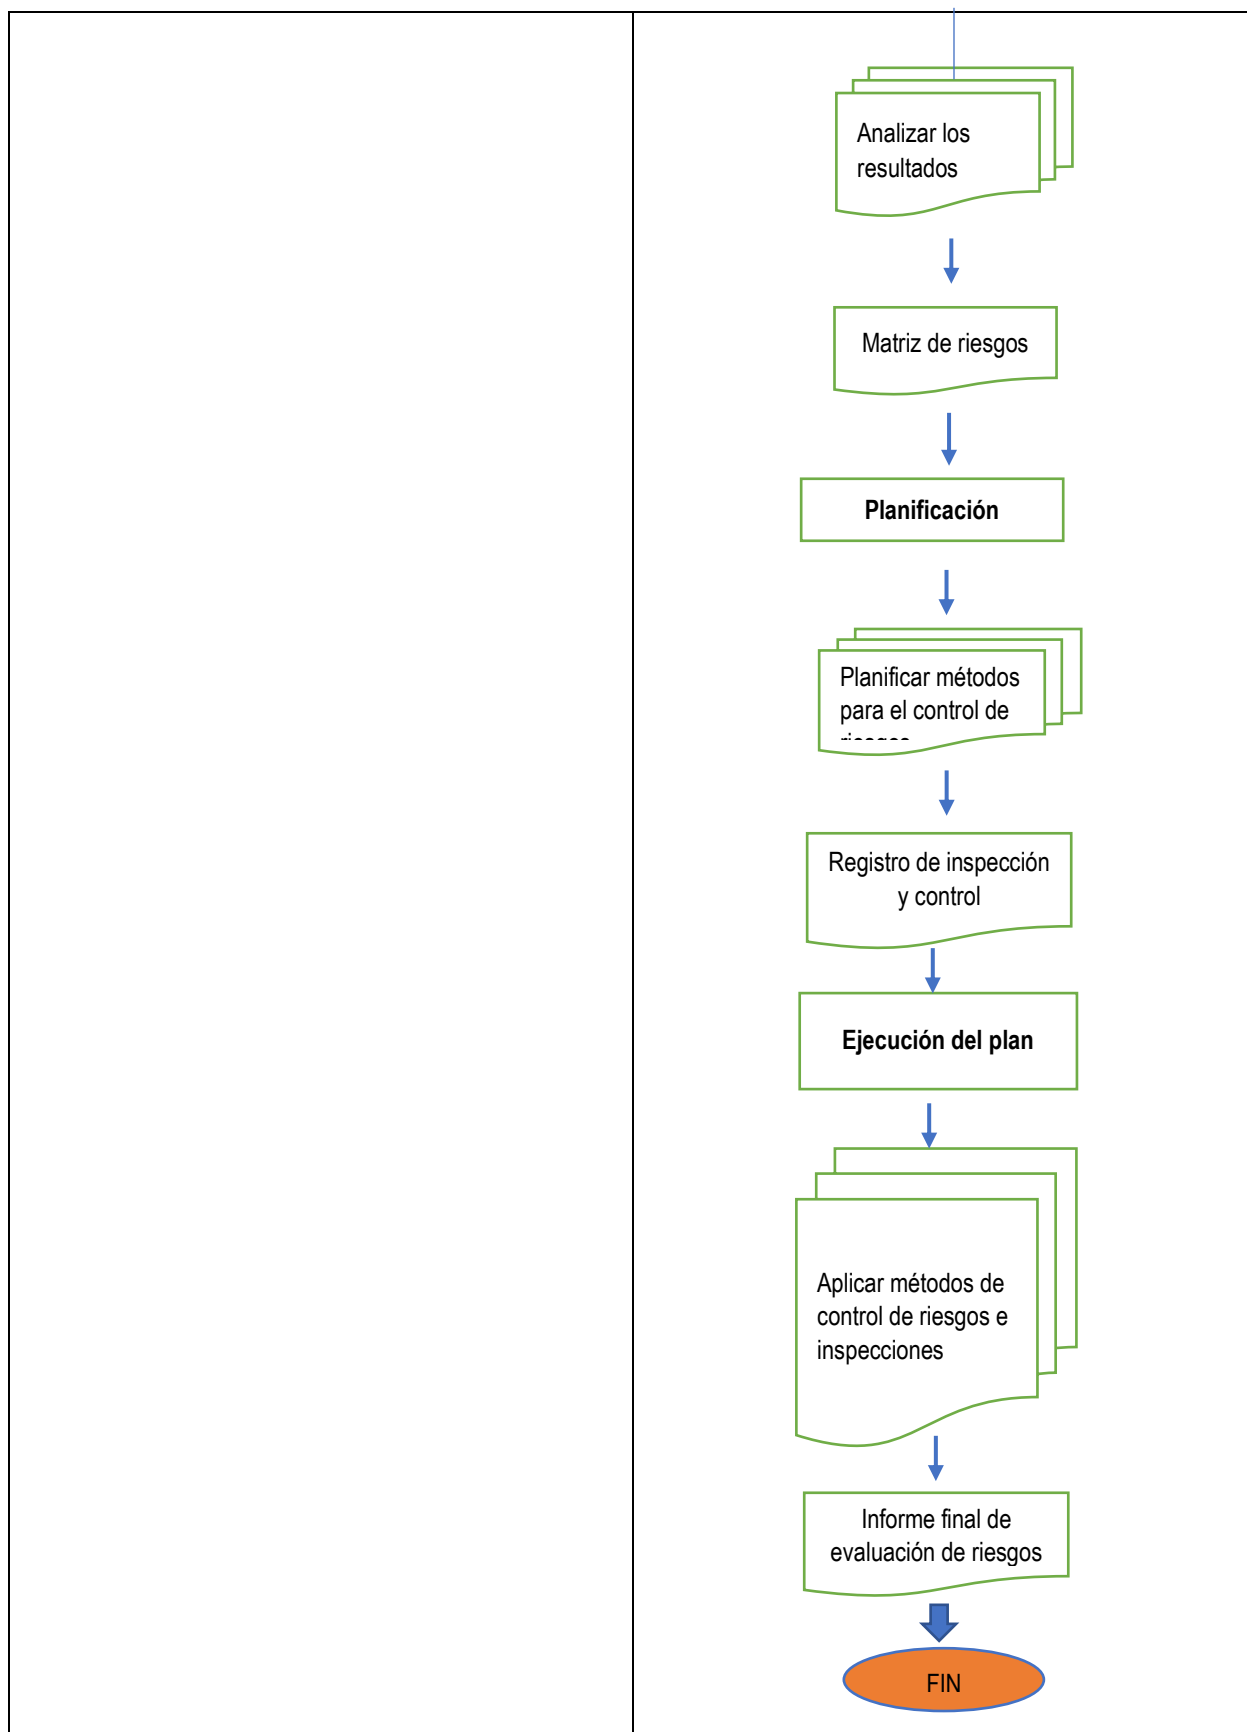 Analizar los
resultados
Matriz de riesgos
Planificación
Planificar métodos
para el control de
riesgos
Registro de inspección
y control
Ejecución del plan
Aplicar métodos de
control de riesgos e
inspecciones
Informe final de
evaluación de riesgos
FIN